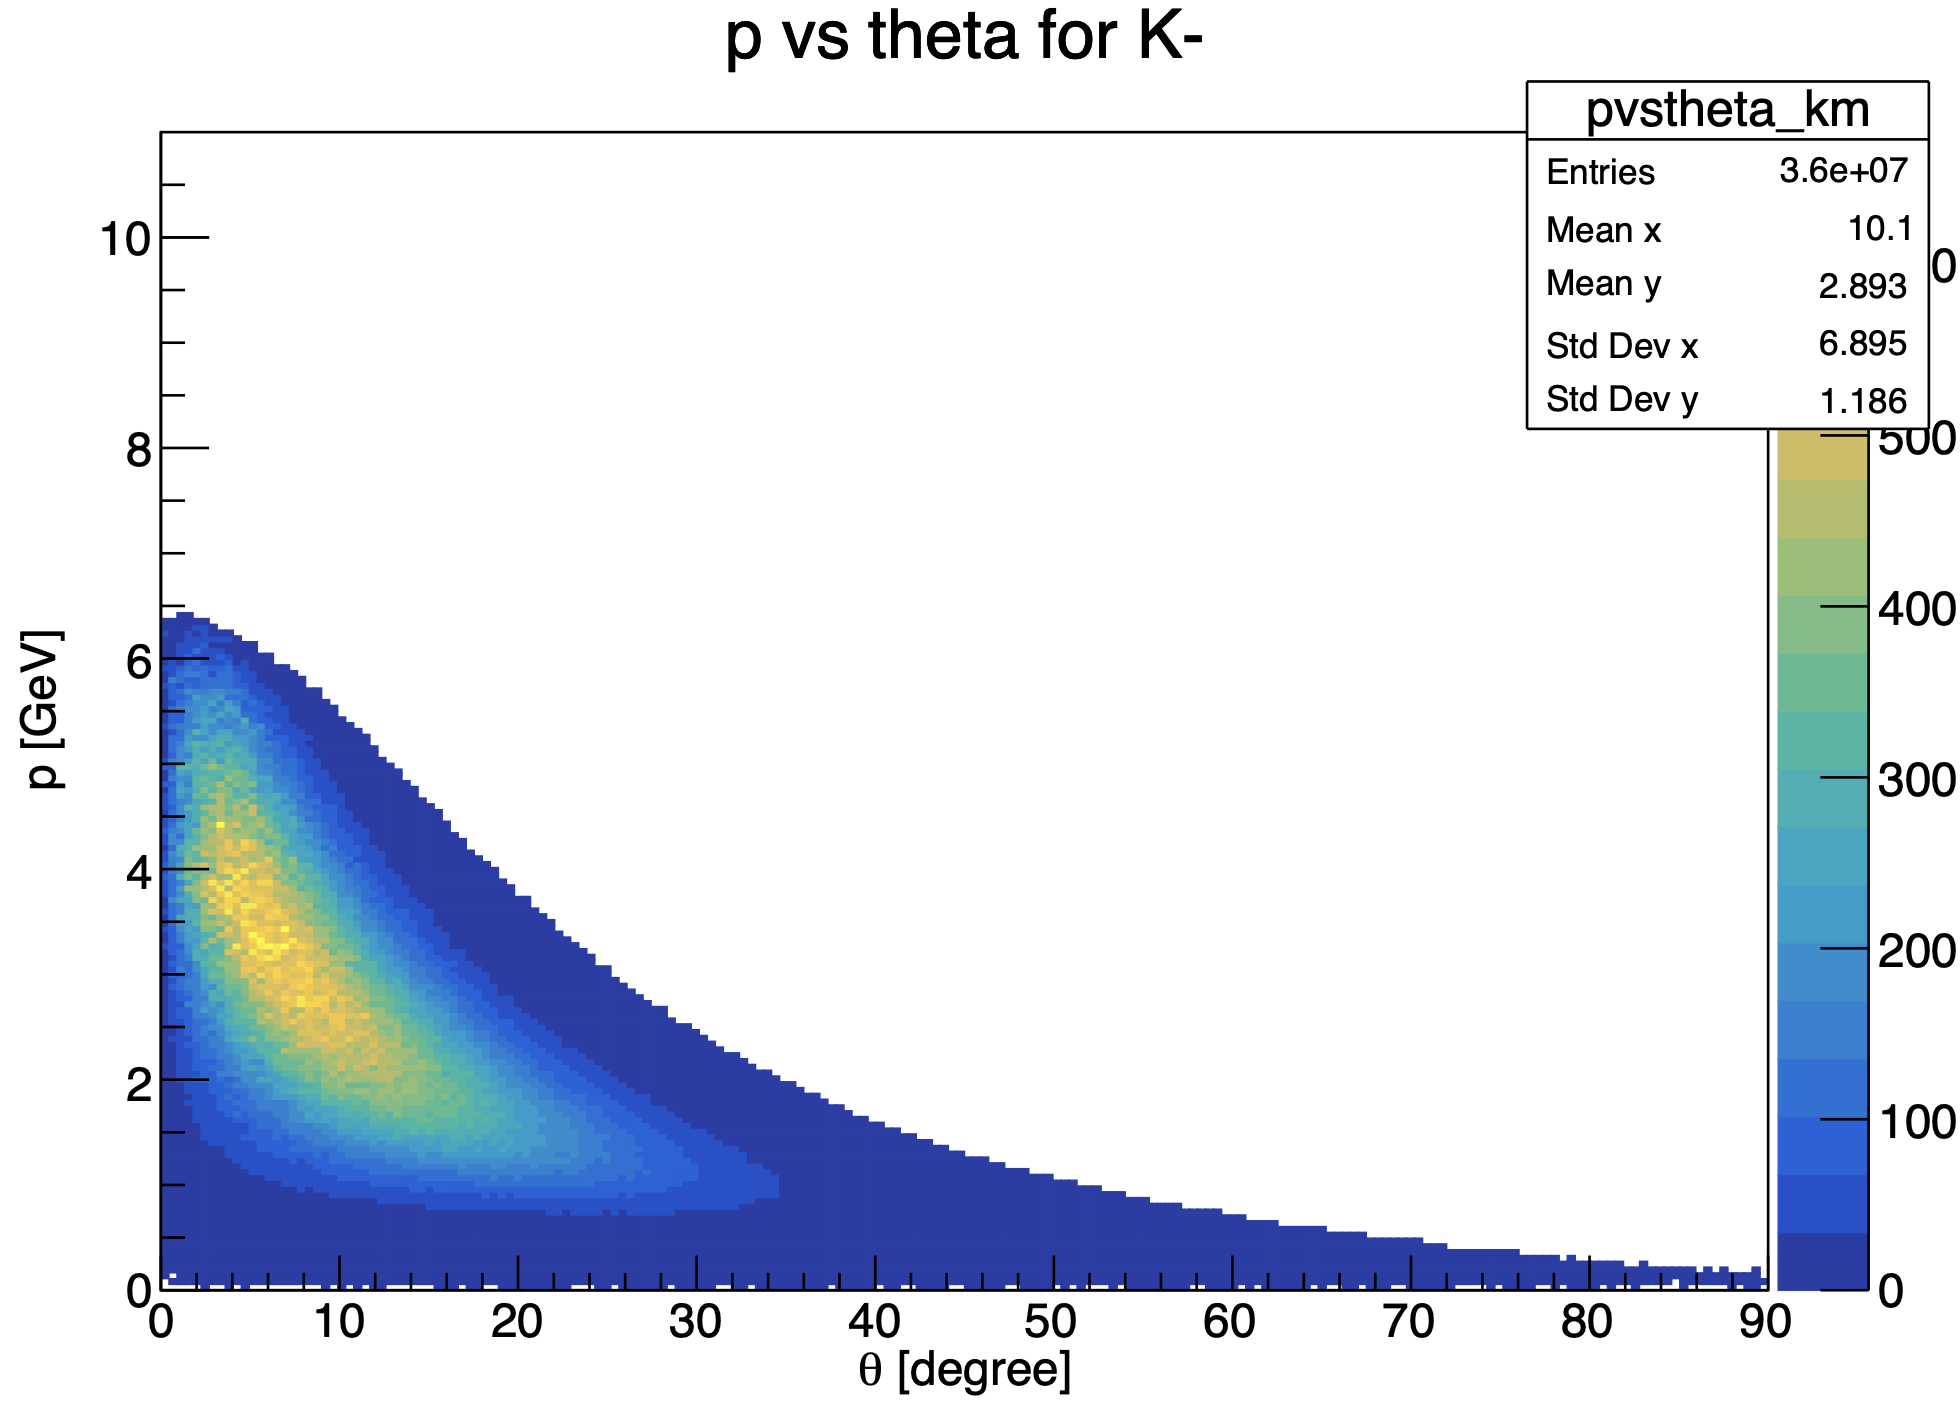 p vs theta for K-
pvstheta_km
Entries 3.6e+07
Mean x 10.1
Mean y 2.893
Std Dev x 6.895
Std Dev y 1.186
p [GeV]
10
8
6
4
2
0
0 10 20 30 40 50 60 70 80 90
θ [degree]
0
500
400
300
200
100
0